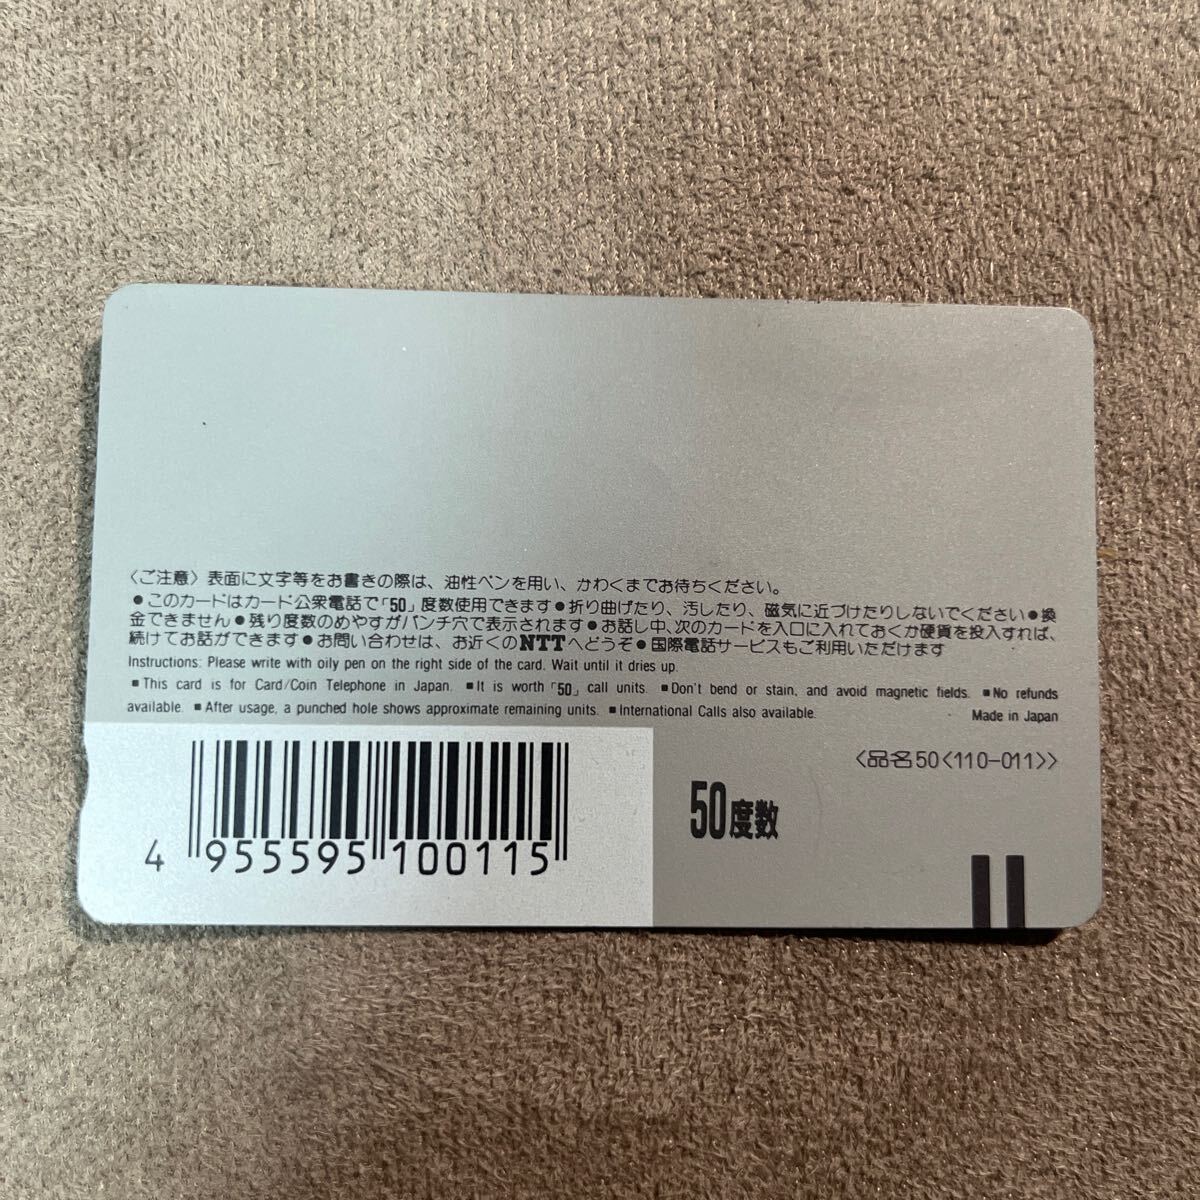 〈ご注意〉表面に文字等をお書きの際は、油性ペンを用い、かわくまでお待ちください。
●このカードはカード公衆電話で「50」度数使用できます●折り曲げたり、汚したり、磁気に近づけたりしないでください●換
金できません●残り度数のめやすがパンチ穴で表示されます●お話し中、次のカードを入口に入れておくか硬貨を投入すれば、
続けてお話ができます●お問い合わせは、お近くのNTTへどうぞ●国際電話サービスもご利用いただけます
Instructions: Please write with oily pen on the right side of the card. Wait until it dries up.
■This card is for Card/Coin Telephone in Japan. ■It is worth「50」call units. ■Don't bend or stain, and avoid magnetic fields. ■No refunds
available. ■After usage, a punched hole shows approximate remaining units. ■International Calls also available. Made in Japan
〈品名50〈110-011〉〉
50度数
4 955595 100115